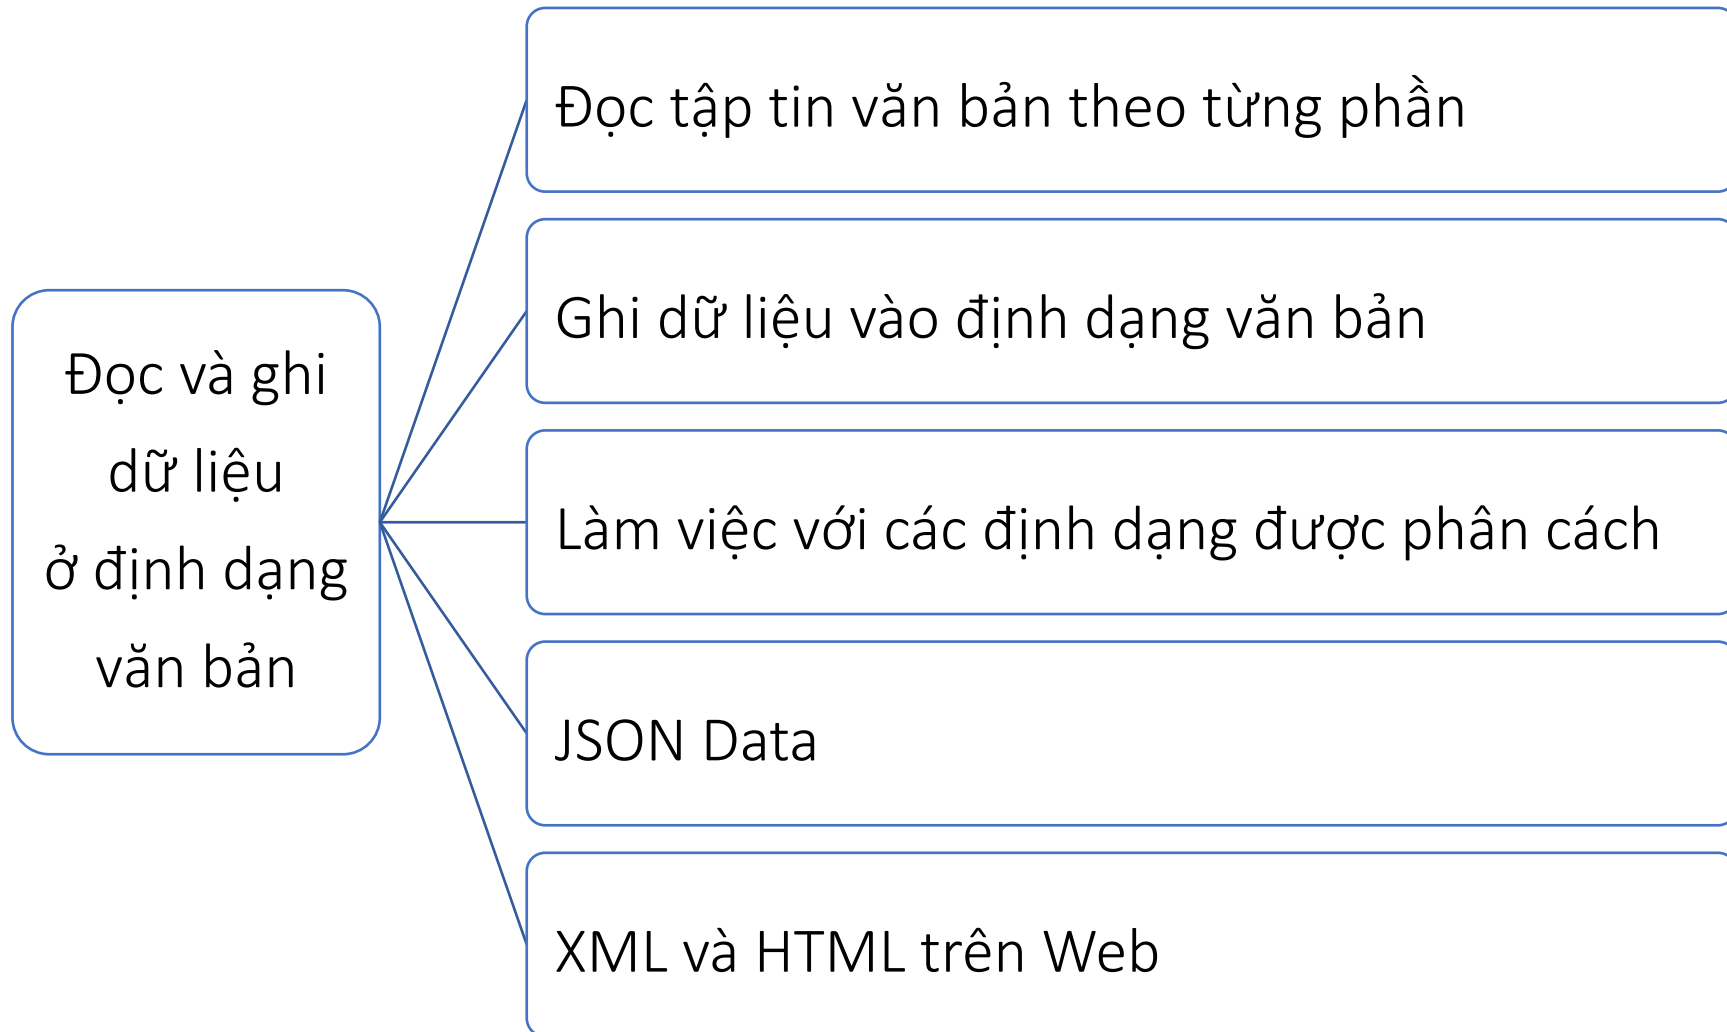 Đọc và ghi
dữ liệu
ở định dạng
văn bản
Đọc tập tin văn bản theo từng phần
Ghi dữ liệu vào định dạng văn bản
Làm việc với các định dạng được phân cách
JSON Data
XML và HTML trên Web